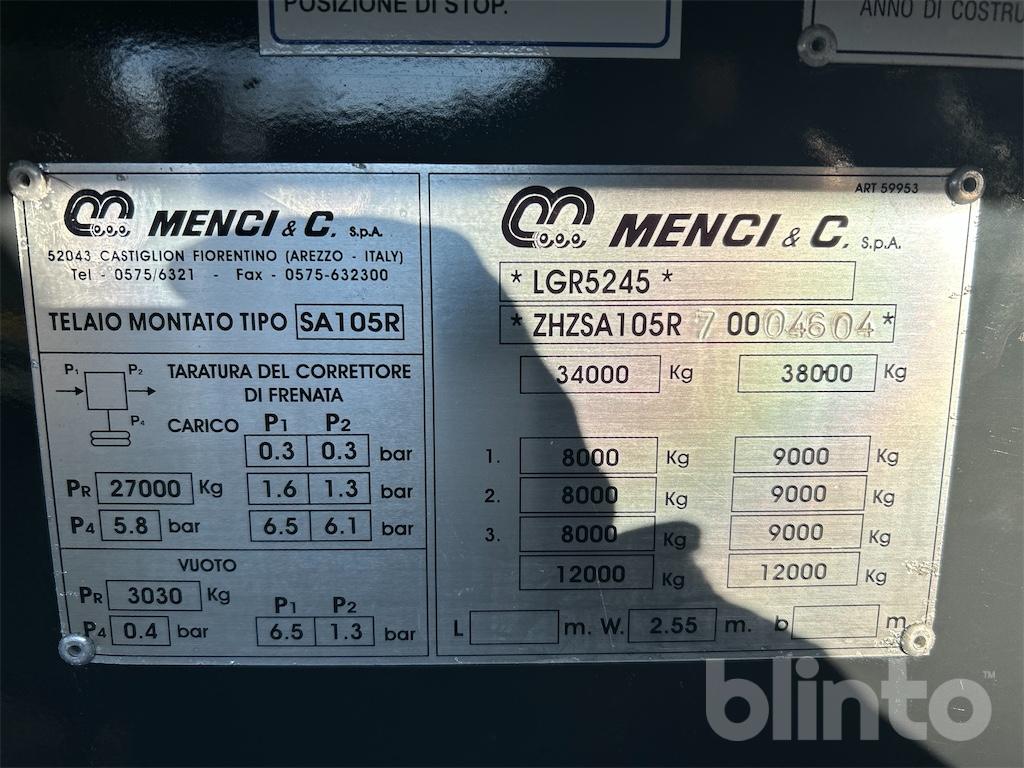 POSIZIONE DI STOP.
ANNO DI COSTRU
MENCI & C. S.p.A.
52043 CASTIGLION FIORENTINO (AREZZO - ITALY)
Tel - 0575/6321 - Fax - 0575-632300
TELAIO MONTATO TIPO SA105R
P1 P2 TARATURA DEL CORRETTORE
DI FRENATA
P4 CARICO P1 P2
0.3 0.3 bar
PR 27000 Kg 1.6 1.3 bar
P4 5.8 bar 6.5 6.1 bar
VUOTO
PR 3030 Kg P1 P2
P4 0.4 bar 6.5 1.3 bar
ART 59953
MENCI & C. S.p.A.
* LGR5245 *
* ZHZSA105R 7 0004604 *
34000 Kg 38000 Kg
1. 8000 Kg 9000 Kg
2. 8000 Kg 9000 Kg
3. 8000 Kg 9000 Kg
12000 Kg 12000 Kg
L m. W. 2.55 m. b m
blinto™